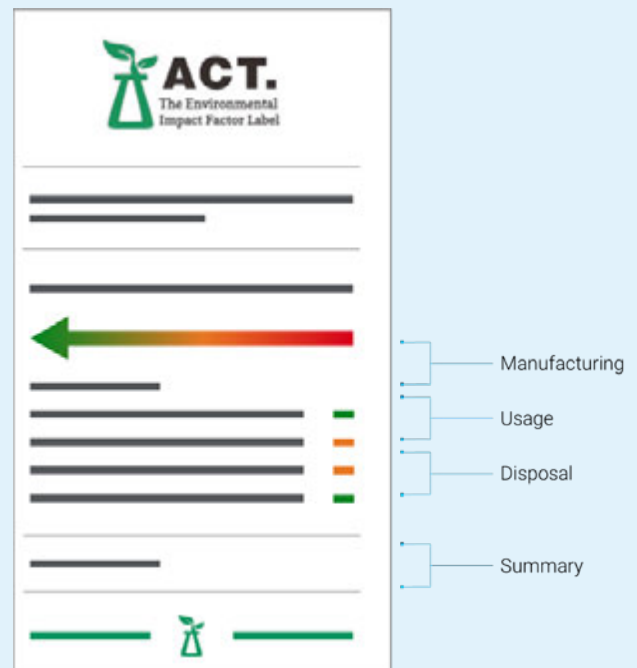 ACT.
The Environmental
Impact Factor Label
Manufacturing
Usage
Disposal
Summary